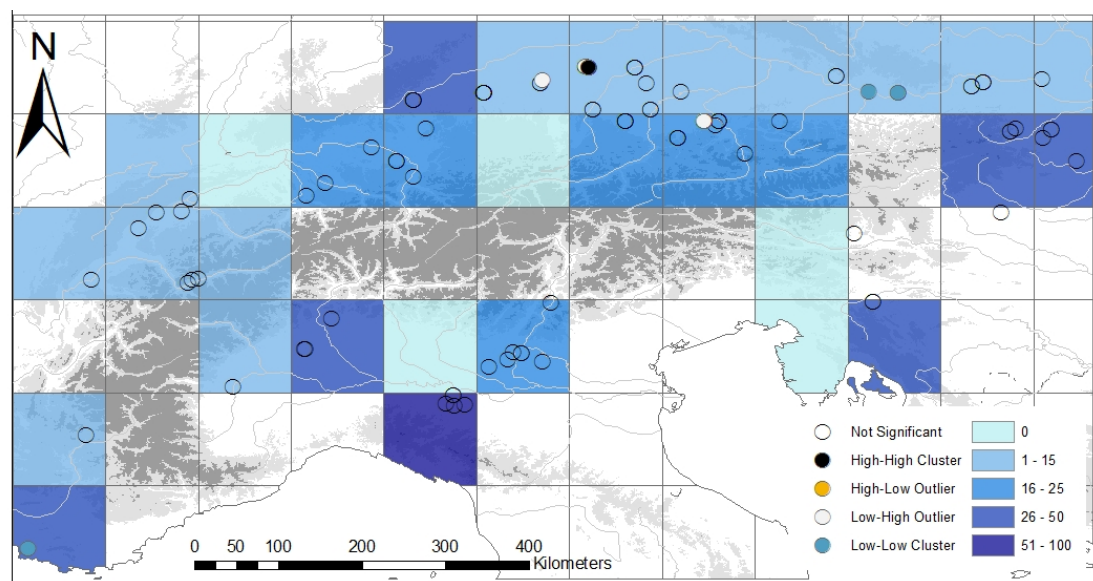 N
Not Significant 0
High-High Cluster 1 - 15
High-Low Outlier 16 - 25
Low-High Outlier 26 - 50
Low-Low Cluster 51 - 100
0 50 100 200 300 400
Kilometers